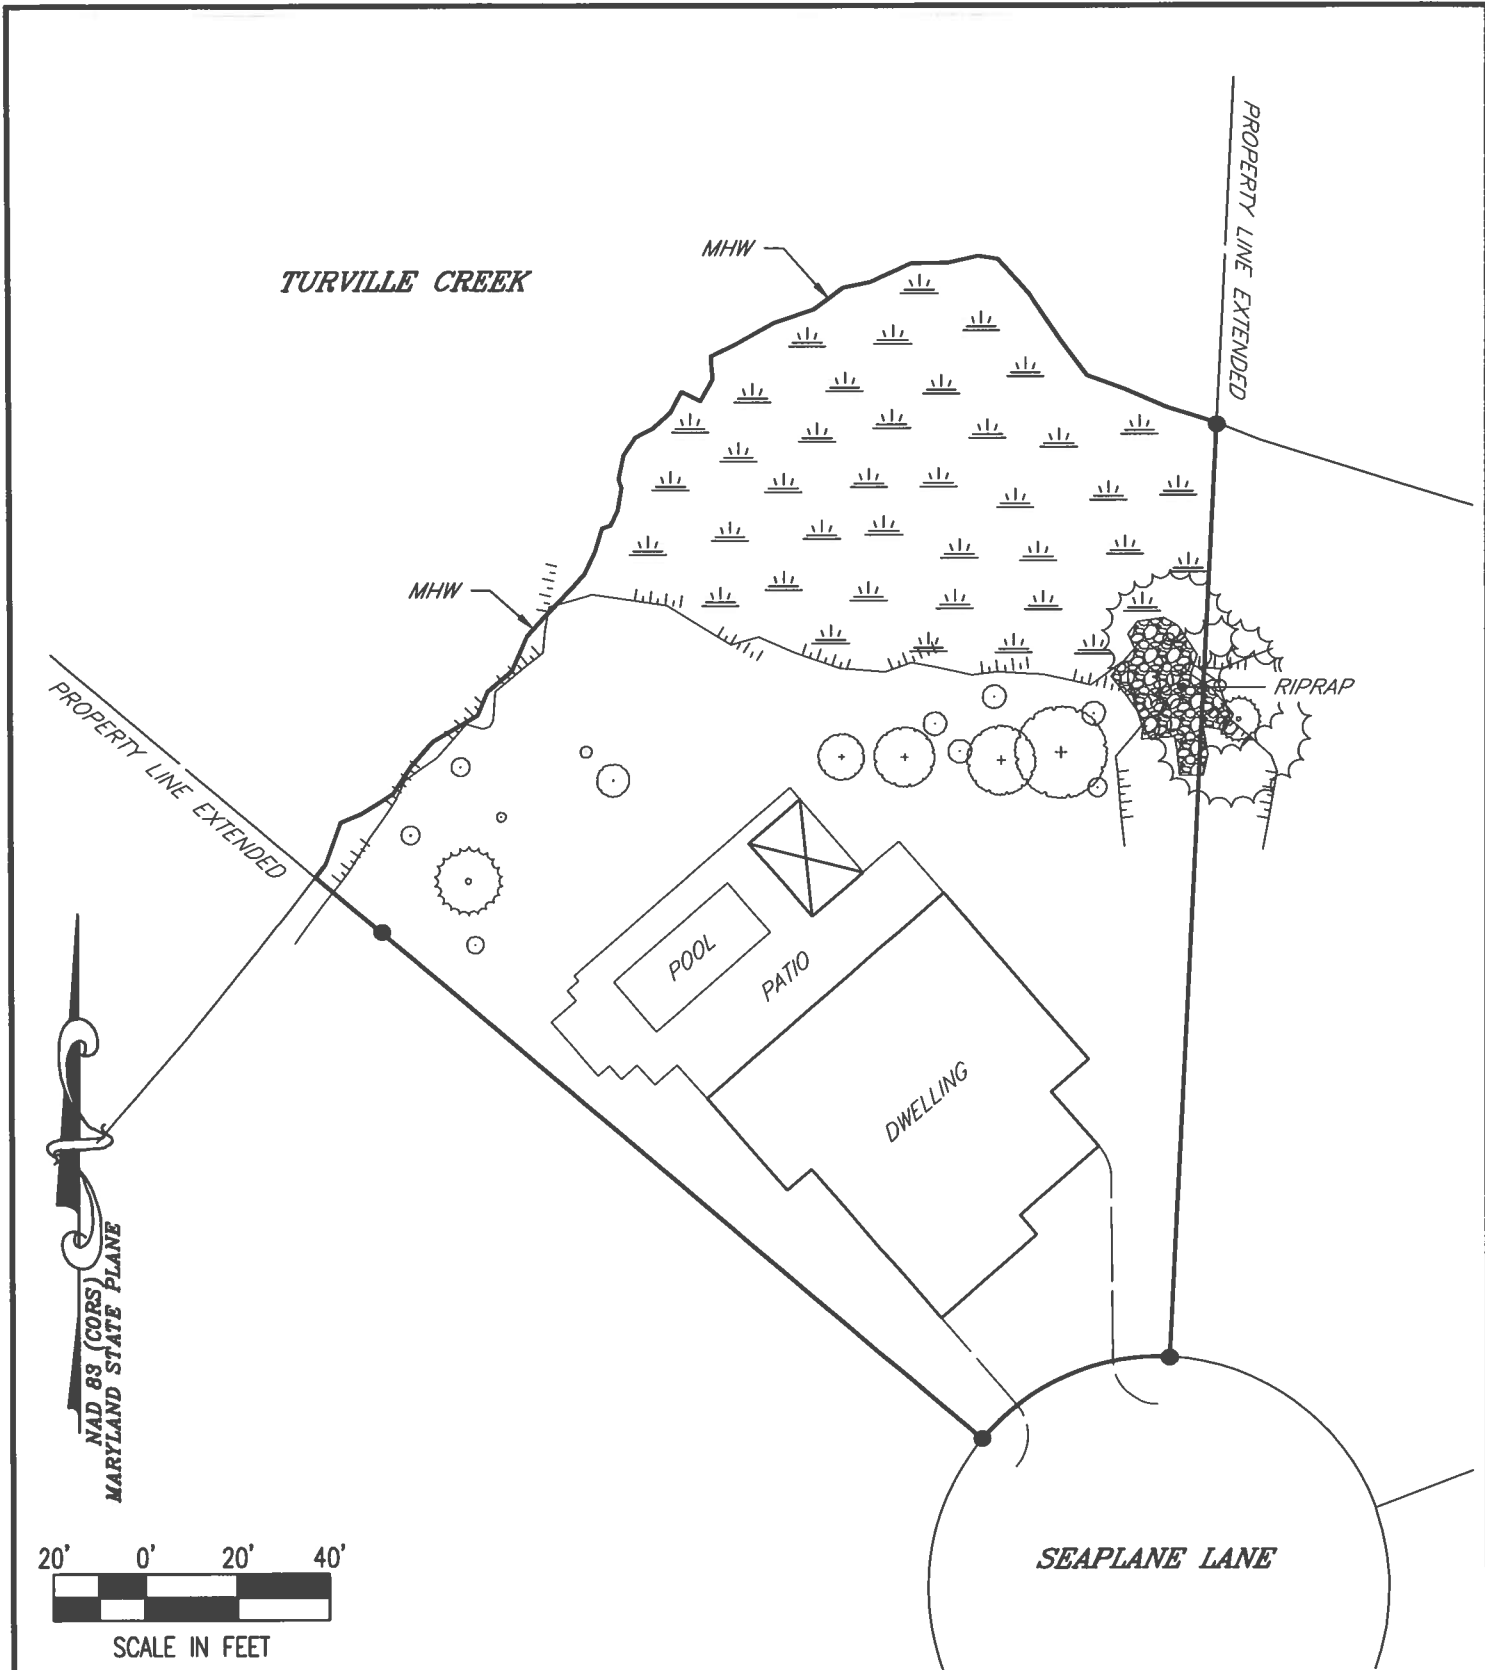 PROPERTY LINE EXTENDED
MHW
TURVILLE CREEK
MHW
PROPERTY LINE EXTENDED
RIPRAP
POOL
PATIO
DWELLING
NAD 83 (CORS)
MARYLAND STATE PLANE
20' 0' 20' 40'
SCALE IN FEET
SEAPLANE LANE